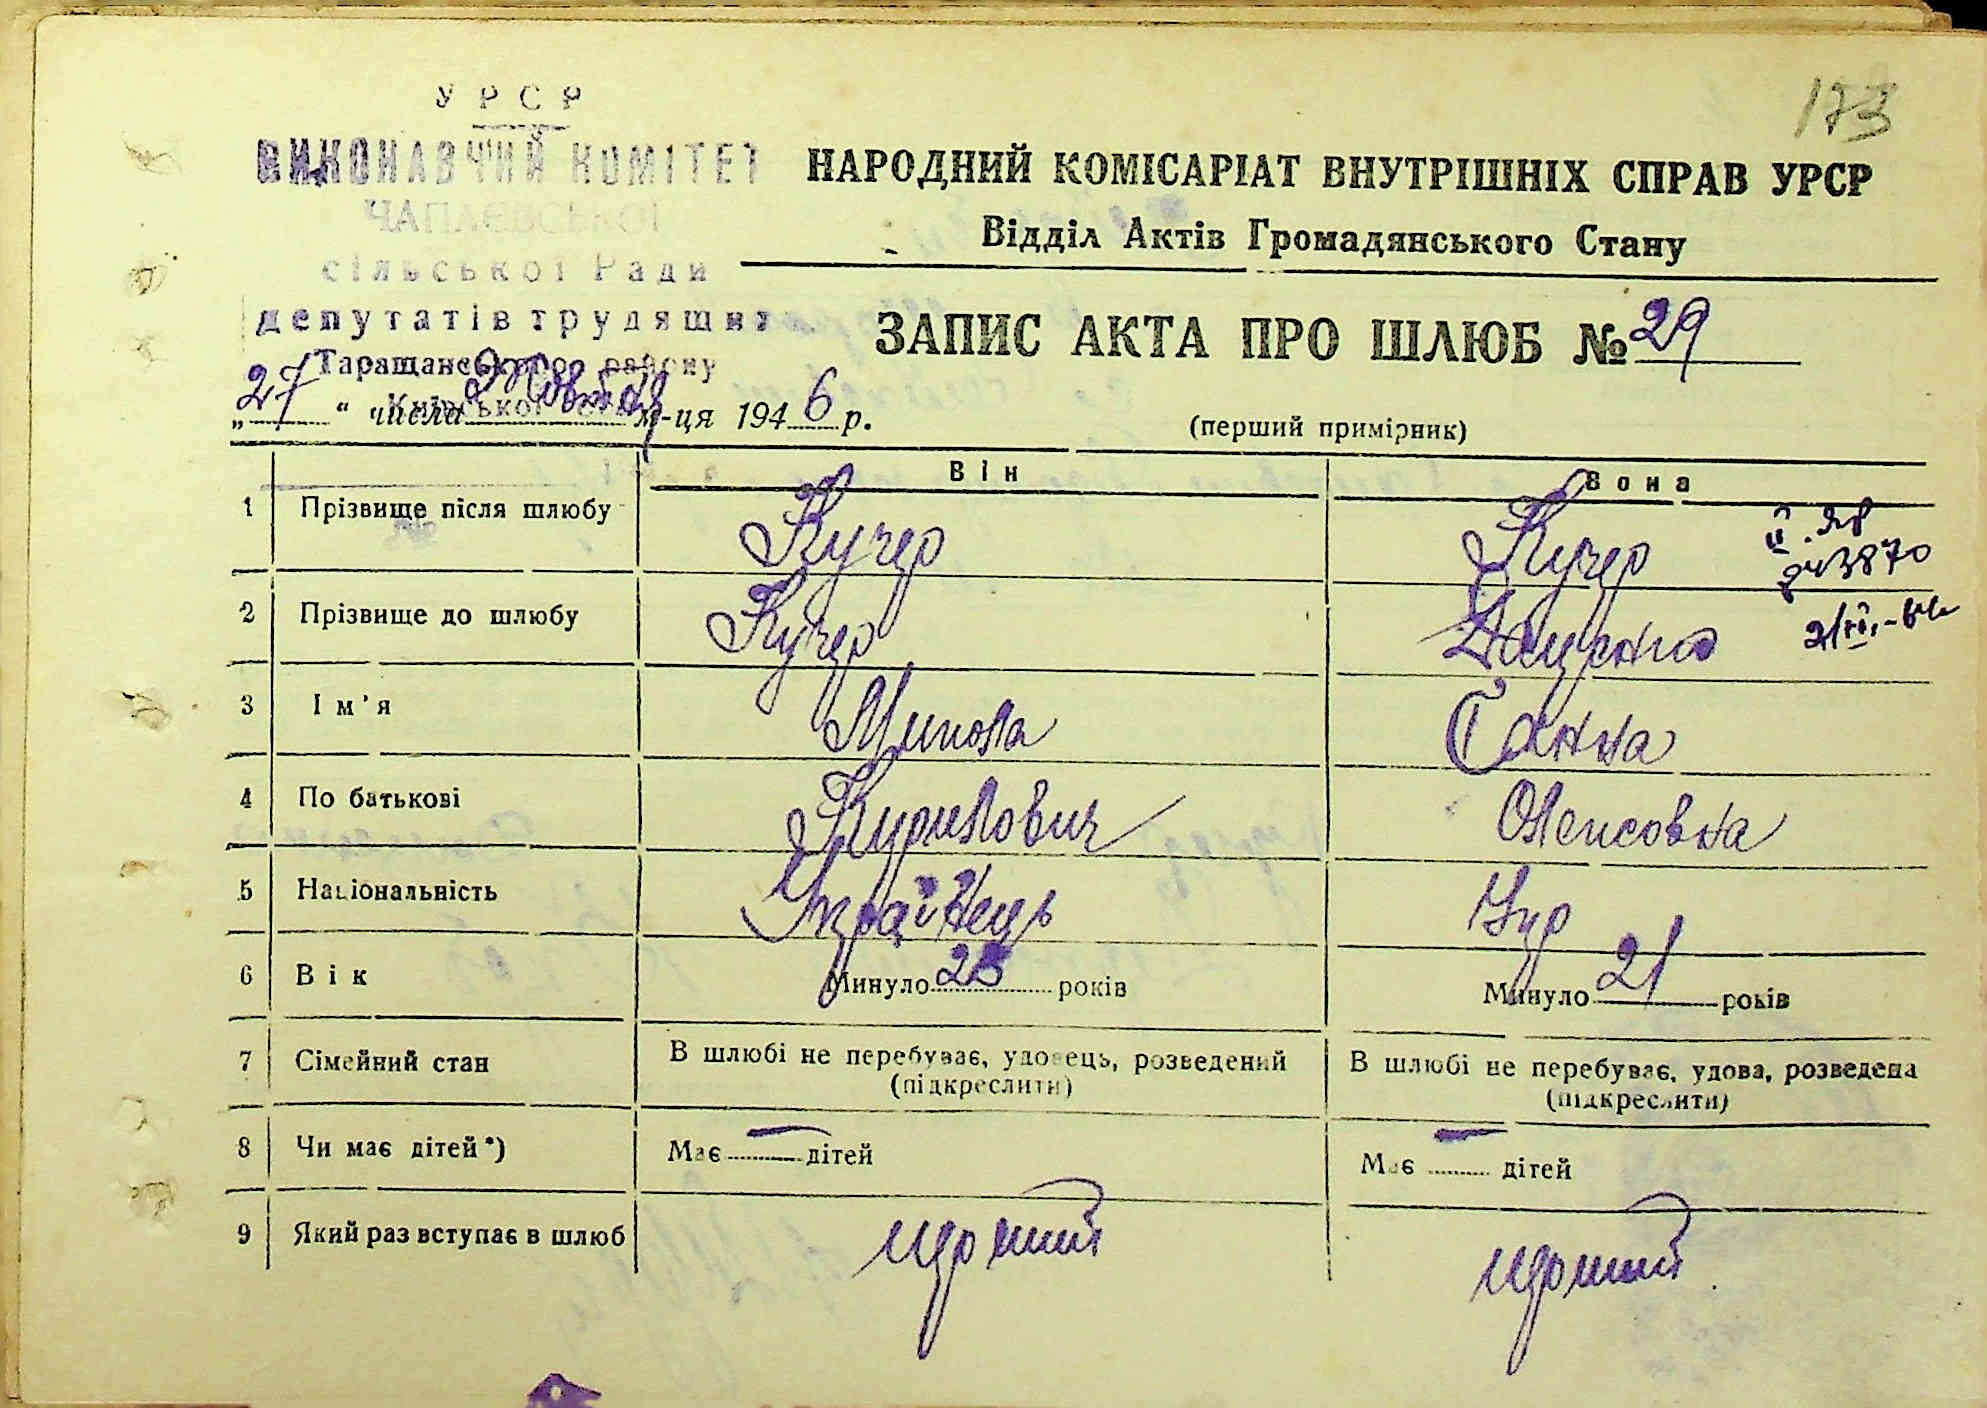 173
УРСР
ВИКОНАВЧИЙ КОМІТЕТ
ЧАПАЄВСЬКОЇ
сільської Ради
депутатів трудящих
Таращанського району
Київської
НАРОДНИЙ КОМІСАРІАТ ВНУТРІШНІХ СПРАВ УРСР
Відділ Актів Громадянського Стану
ЗАПИС АКТА ПРО ШЛЮБ № 29
„27“ числа Жовтня м-ця 1946 р.
(перший примірник)
Він Вона
1 Прізвище після шлюбу Кучер Кучер
243870
2 Прізвище до шлюбу Кучер
3 Ім'я Микола Ганна
4 По батькові Кирилович Олексовна
5 Національність Українець Укр
6 Вік Минуло 23 років Минуло 21 років
7 Сімейний стан В шлюбі не перебуває, удовець, розведений В шлюбі не перебуває, удова, розведена
(підкреслити) (підкреслити)
8 Чи має дітей*) Має — дітей Має — дітей
9 Який раз вступає в шлюб перший перший